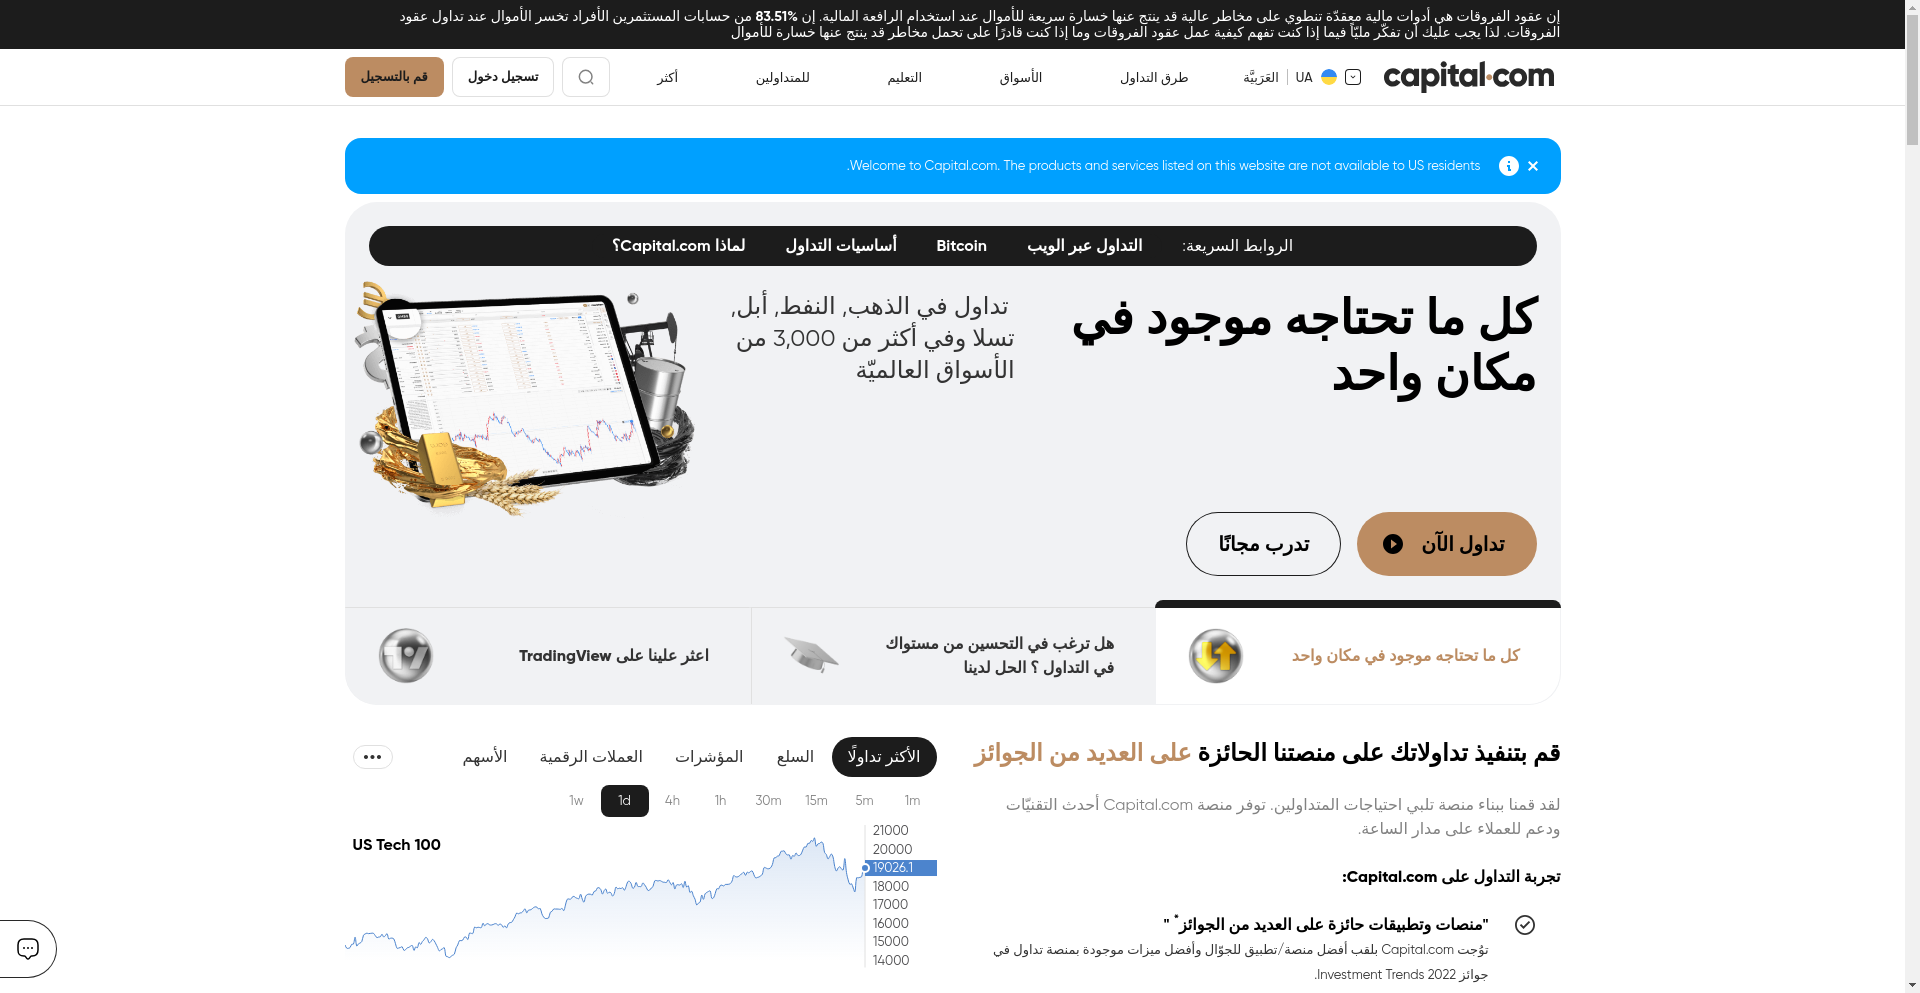 إن عقود الفروقات هي أدوات مالية معقدّة تنطوي على مخاطر عالية قد ينتج عنها خسارة سريعة للأموال عند استخدام الرافعة المالية. إن 83.51% من حسابات المستثمرين الأفراد تخسر الأموال عند تداول عقود
الفروقات. لذا يجب عليك أن تفكّر مليًّا فيما إذا كنت تفهم كيفية عمل عقود الفروقات وما إذا كنت قادرًا على تحمل مخاطر قد ينتج عنها خسارة للأموال
capital.com
UA العَرَبِيَّة
طرق التداول
الأسواق
التعليم
للمتداولين
أكثر
تسجيل دخول
قم بالتسجيل
Welcome to Capital.com. The products and services listed on this website are not available to US residents.
الروابط السريعة: التداول عبر الويب Bitcoin أساسيات التداول لماذا Capital.com؟
كل ما تحتاجه موجود في
مكان واحد
تداول في الذهب, النفط, أبل,
تسلا وفي أكثر من 3,000 من
الأسواق العالميّة
تداول الآن
تدرب مجانًا
كل ما تحتاجه موجود في مكان واحد
هل ترغب في التحسين من مستواك
في التداول ؟ الحل لدينا
اعثر علينا على TradingView
قم بتنفيذ تداولاتك على منصتنا الحائزة على العديد من الجوائز
لقد قمنا ببناء منصة تلبي احتياجات المتداولين. توفر منصة Capital.com أحدث التقنيّات
ودعم للعملاء على مدار الساعة.
تجربة التداول على Capital.com:
"منصات وتطبيقات حائزة على العديد من الجوائز* "
توُجت Capital.com بلقب أفضل منصة/تطبيق للجوّال وأفضل ميزات موجودة بمنصة تداول في
جوائز Investment Trends 2022.
الأكثر تداولًا
السلع
المؤشرات
العملات الرقمية
الأسهم
1w 1d 4h 1h 30m 15m 5m 1m
US Tech 100
21000
20000
19026.1
18000
17000
16000
15000
14000